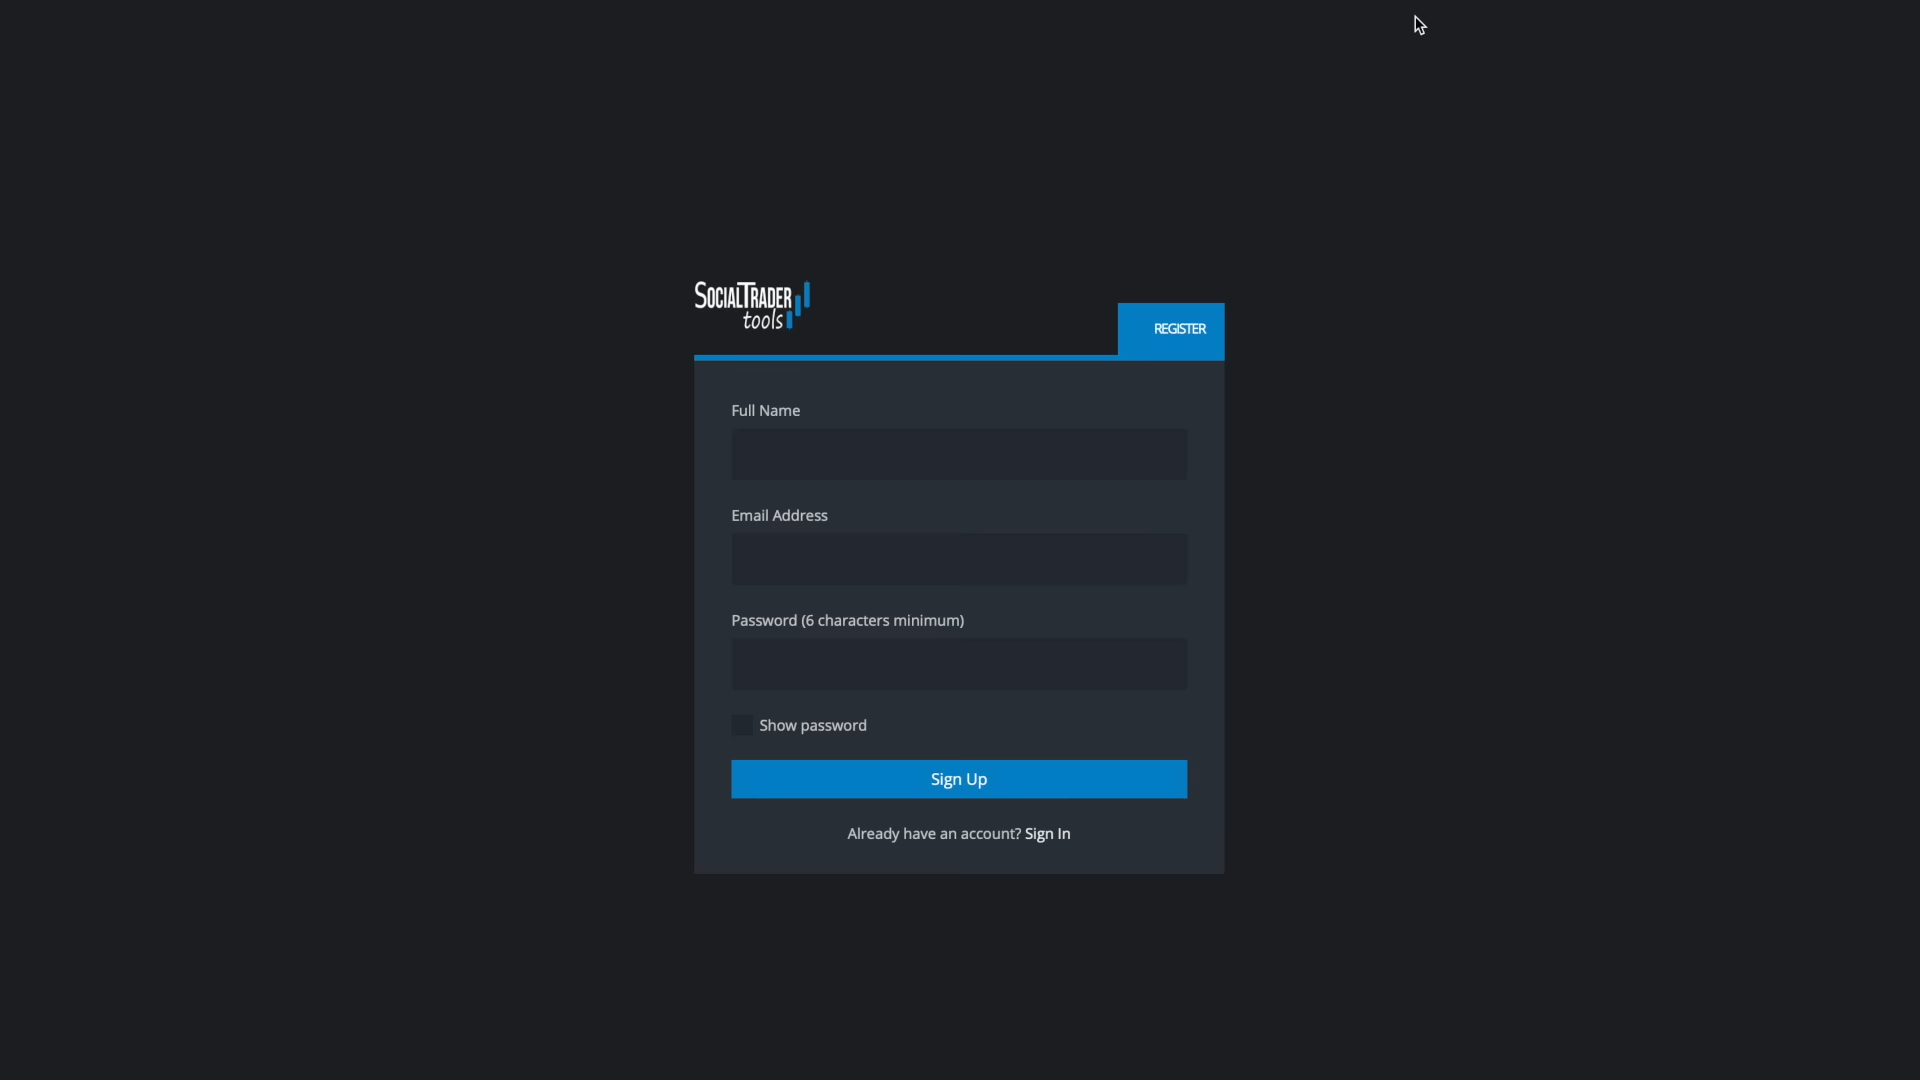 SOCIALTRADER
tools
REGISTER
Full Name
Email Address
Password (6 characters minimum)
Show password
Sign Up
Already have an account? Sign In